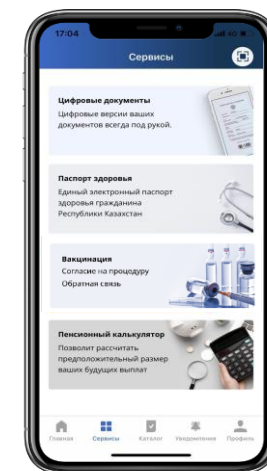 17:04
4G
Сервисы
Цифровые документы
Цифровые версии ваших
документов всегда под рукой.
Паспорт здоровья
Единый электронный паспорт
здоровья гражданина
Республики Казахстан
Вакцинация
Согласие на процедуру
Обратная связь
Пенсионный калькулятор
Позволит рассчитать
предположительный размер
ваших будущих выплат
Главная Сервисы Каталог Уведомления Профиль